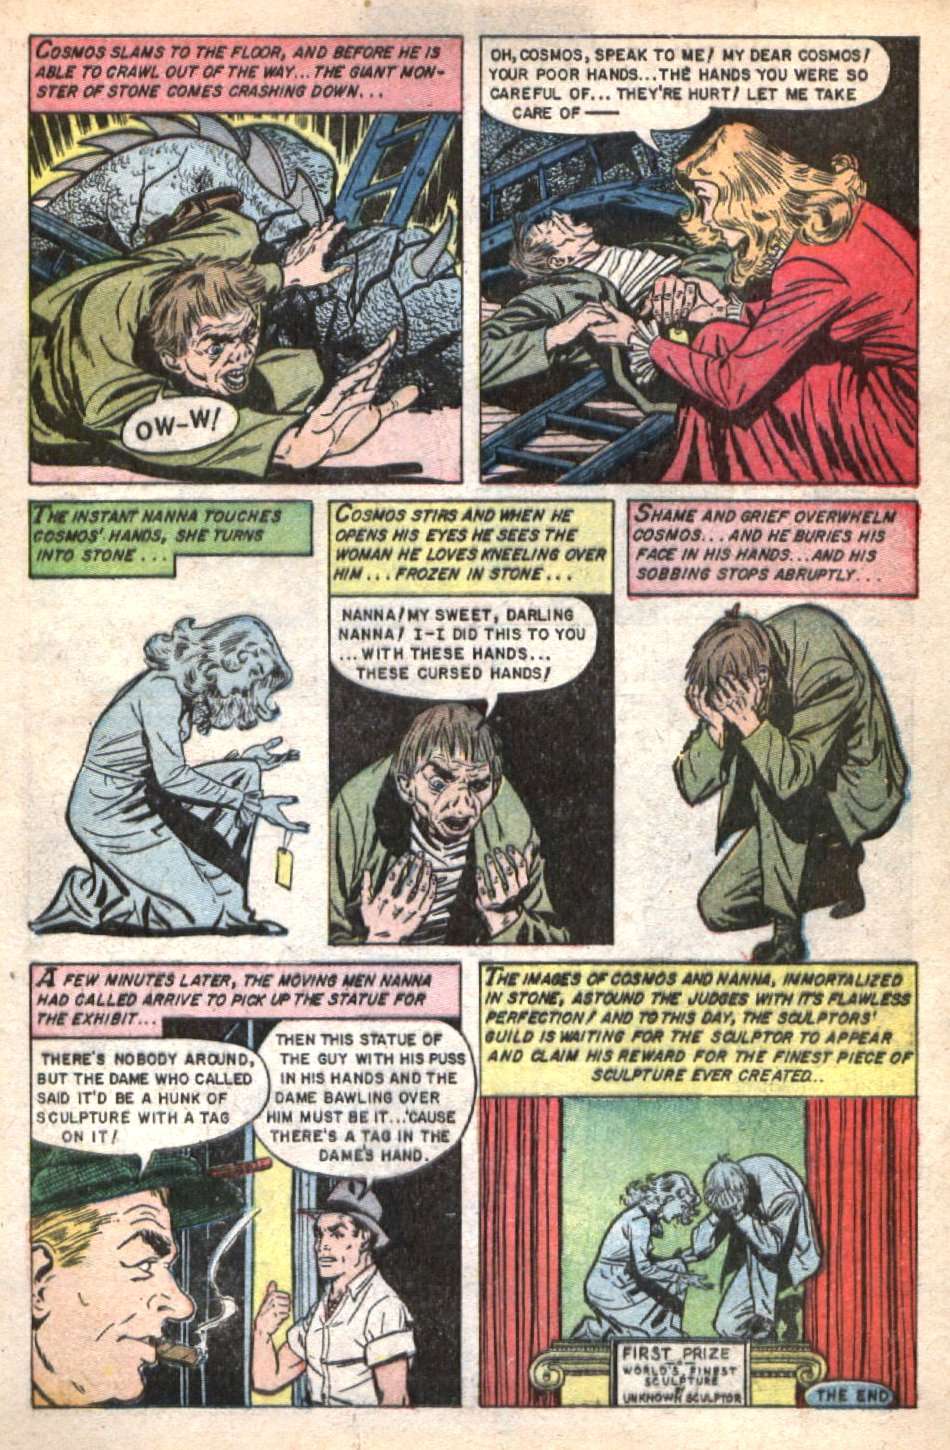 COSMOS SLAMS TO THE FLOOR, AND BEFORE HE IS
ABLE TO CRAWL OUT OF THE WAY... THE GIANT MON-
STER OF STONE COMES CRASHING DOWN...
OW-W!
OH, COSMOS, SPEAK TO ME! MY DEAR COSMOS!
YOUR POOR HANDS... THE HANDS YOU WERE SO
CAREFUL OF... THEY'RE HURT! LET ME TAKE
CARE OF —
THE INSTANT NANNA TOUCHES
COSMOS' HANDS, SHE TURNS
INTO STONE...
COSMOS STIRS AND WHEN HE
OPENS HIS EYES HE SEES THE
WOMAN HE LOVES KNEELING OVER
HIM... FROZEN IN STONE...
NANNA! MY SWEET, DARLING
NANNA! I-I DID THIS TO YOU
...WITH THESE HANDS...
THESE CURSED HANDS!
SHAME AND GRIEF OVERWHELM
COSMOS... AND HE BURIES HIS
FACE IN HIS HANDS... AND HIS
SOBBING STOPS ABRUPTLY...
A FEW MINUTES LATER, THE MOVING MEN NANNA
HAD CALLED ARRIVE TO PICK UP THE STATUE FOR
THE EXHIBIT...
THERE'S NOBODY AROUND,
BUT THE DAME WHO CALLED
SAID IT'D BE A HUNK OF
SCULPTURE WITH A TAG
ON IT!
THEN THIS STATUE OF
THE GUY WITH HIS PUSS
IN HIS HANDS AND THE
DAME BAWLING OVER
HIM MUST BE IT...'CAUSE
THERE'S A TAG IN THE
DAME'S HAND.
THE IMAGES OF COSMOS AND NANNA, IMMORTALIZED
IN STONE, ASTOUND THE JUDGES WITH IT'S FLAWLESS
PERFECTION! AND TO THIS DAY, THE SCULPTORS'
GUILD IS WAITING FOR THE SCULPTOR TO APPEAR
AND CLAIM HIS REWARD FOR THE FINEST PIECE OF
SCULPTURE EVER CREATED..
FIRST PRIZE
WORLD'S FINEST
SCULPTURE
UNKNOWN SCULPTOR
THE END